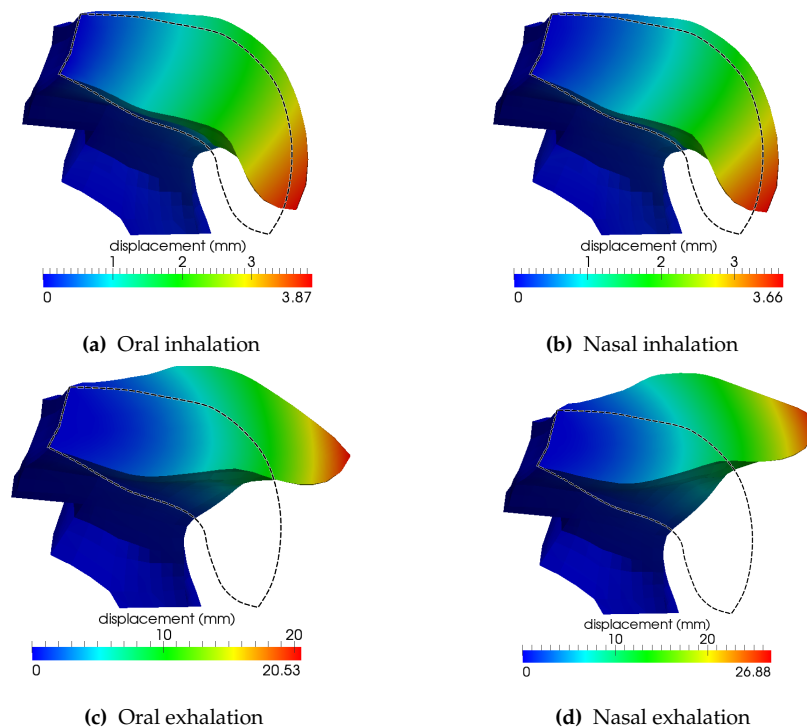 displacement (mm)
1 2 3
0 3.87
displacement (mm)
1 2 3
0 3.66
(a) Oral inhalation
(b) Nasal inhalation
displacement (mm)
10 20
0 20.53
displacement (mm)
10 20
0 26.88
(c) Oral exhalation
(d) Nasal exhalation